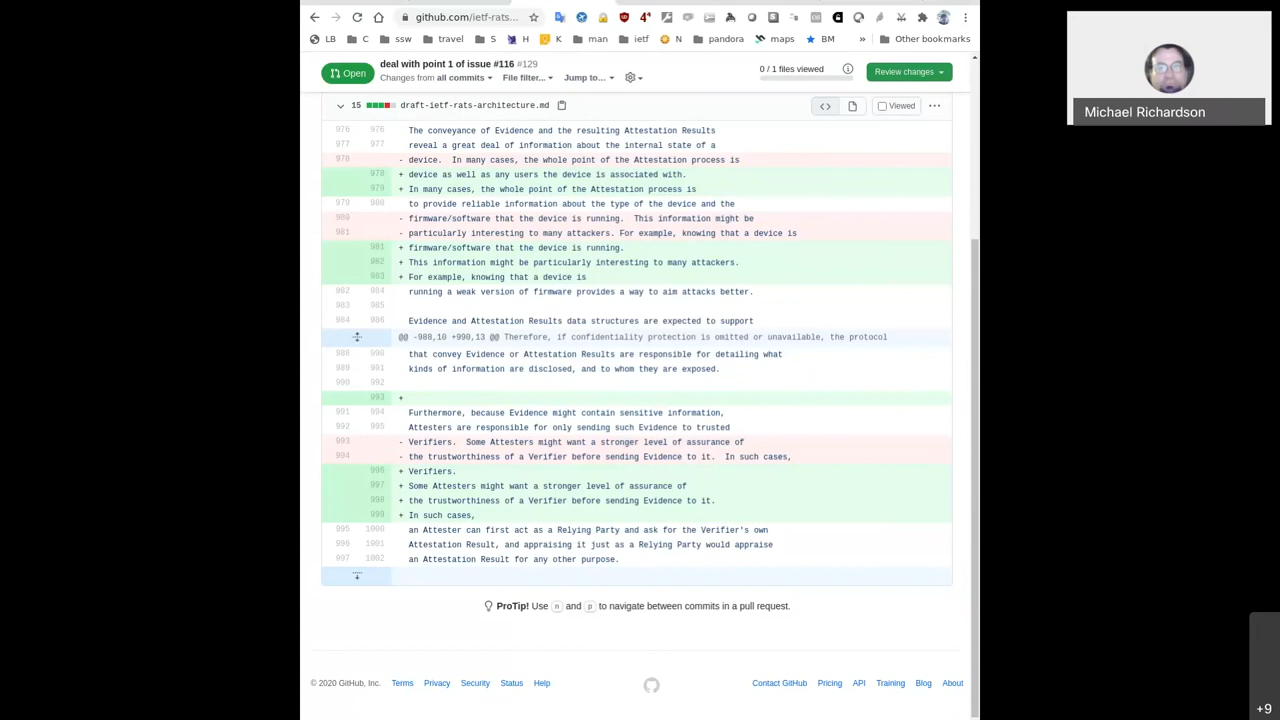 github.com/ietf-rats...
LB C ssw travel S H K man ietf N pandora maps BM » Other bookmarks
Open deal with point 1 of issue #116 #129
Changes from all commits File filter... Jump to...
0 / 1 files viewed Review changes
15 draft-ietf-rats-architecture.md Viewed
976 976 The conveyance of Evidence and the resulting Attestation Results
977 977 reveal a great deal of information about the internal state of a
978 - device. In many cases, the whole point of the Attestation process is
978 + device as well as any users the device is associated with.
979 + In many cases, the whole point of the Attestation process is
979 980 to provide reliable information about the type of the device and the
980 - firmware/software that the device is running. This information might be
981 - particularly interesting to many attackers. For example, knowing that a device is
981 + firmware/software that the device is running.
982 + This information might be particularly interesting to many attackers.
983 + For example, knowing that a device is
982 984 running a weak version of firmware provides a way to aim attacks better.
983 985
984 986 Evidence and Attestation Results data structures are expected to support
@@ -988,10 +990,13 @@ Therefore, if confidentiality protection is omitted or unavailable, the protocol
988 990 that convey Evidence or Attestation Results are responsible for detailing what
989 991 kinds of information are disclosed, and to whom they are exposed.
990 992
993 +
991 994 Furthermore, because Evidence might contain sensitive information,
992 995 Attesters are responsible for only sending such Evidence to trusted
993 - Verifiers. Some Attesters might want a stronger level of assurance of
994 - the trustworthiness of a Verifier before sending Evidence to it. In such cases,
996 + Verifiers.
997 + Some Attesters might want a stronger level of assurance of
998 + the trustworthiness of a Verifier before sending Evidence to it.
999 + In such cases,
995 1000 an Attester can first act as a Relying Party and ask for the Verifier's own
996 1001 Attestation Result, and appraising it just as a Relying Party would appraise
997 1002 an Attestation Result for any other purpose.
ProTip! Use n and p to navigate between commits in a pull request.
© 2020 GitHub, Inc. Terms Privacy Security Status Help Contact GitHub Pricing API Training Blog About
Michael Richardson
+9